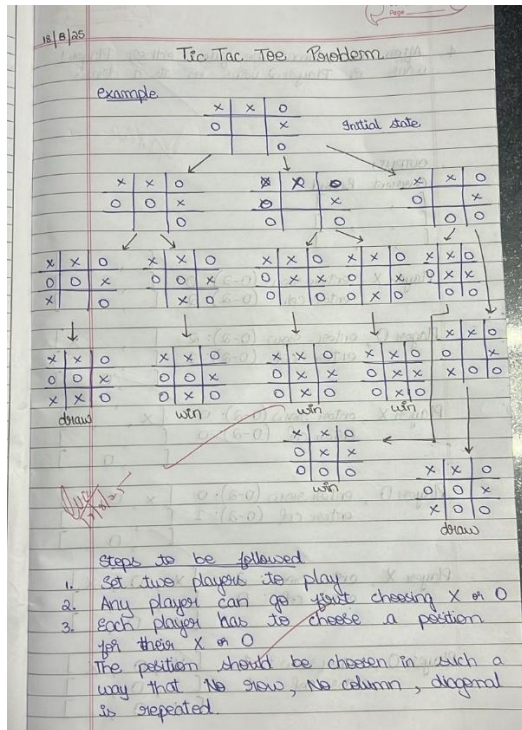 18/8/25
Tic Tac Toe Problem
example
X X O
O X
O
Initial state
X X O
O O X
O
X X O
O X
O O
X X O
O X
O O
X X O
O O X
X O
X X O
O O X
X O
X X O
O X X
O O
X X O
O X
O X O
X X O
O X X
O O
X X O
O X
X O O
X X O
O O X
X X O
X X O
O O X
O X O
X X O
O X X
O X O
X X O
O X X
O X O
draw
win
win
win
X X O
O X X
O O O
win
X X O
O O X
X O O
draw
Steps to be followed
1. Set two players to play
2. Any player can go first choosing X or O
3. Each player has to choose a position
for their X or O
The position should be choosen in such a
way that No row, No column, diagonal
is repeated.